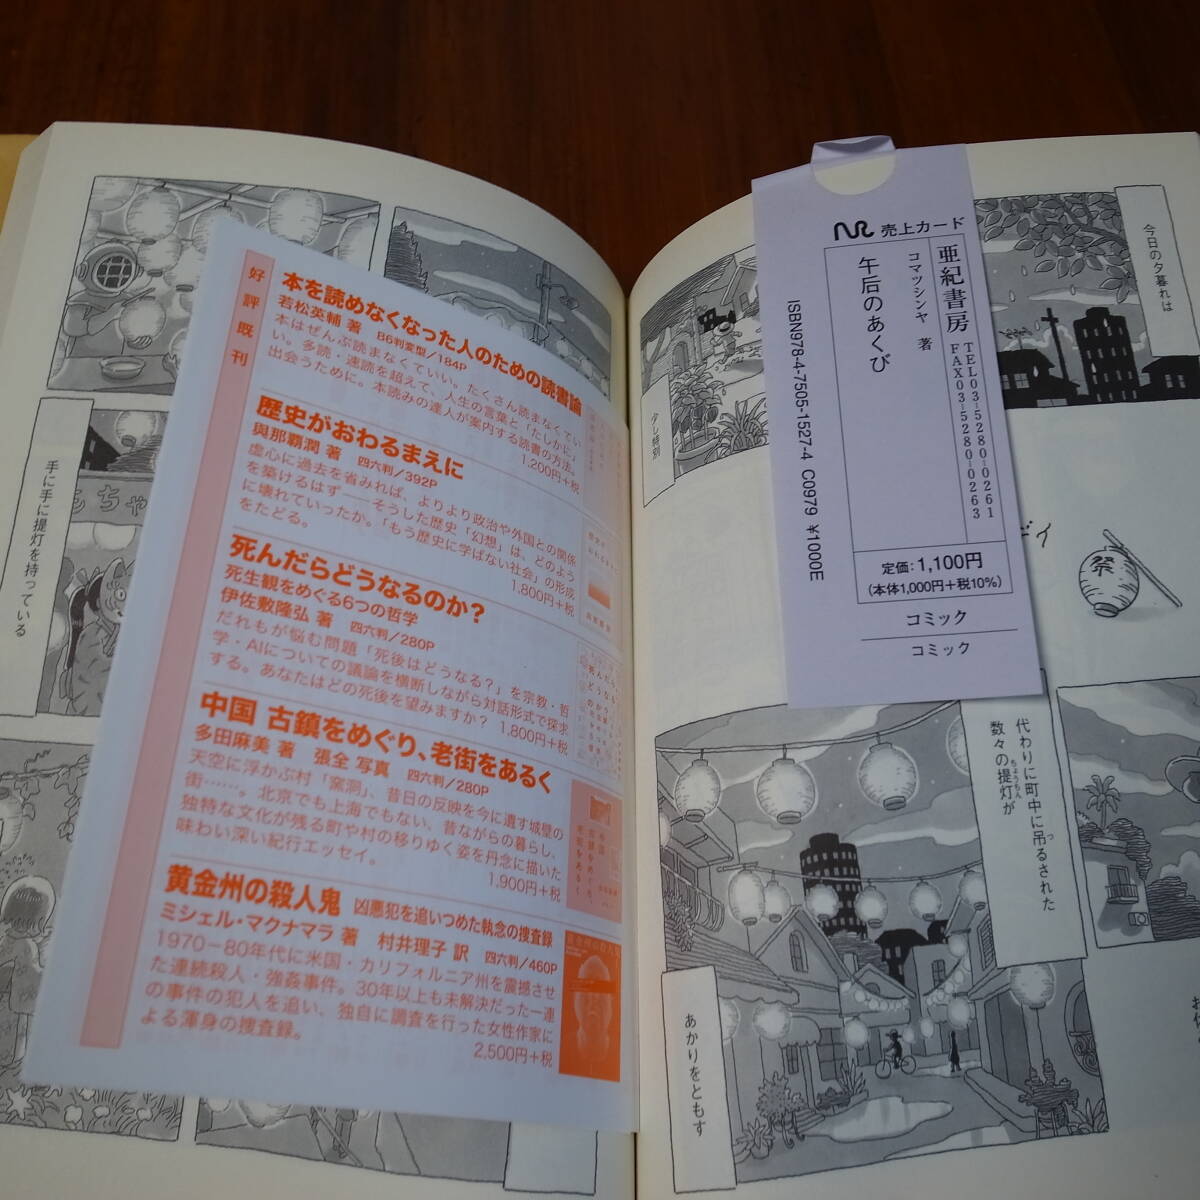 今日の夕暮れは
少し特別
代わりに町中に吊るされた
数々の提灯が
ちょうちん
つ
あかりをともす
祭
手に手に提灯を持っている
売上カード
亜紀書房
TEL03-5280-0261
FAX03-5280-0263
コマツシンヤ 著
午后のあくび
定価:1,100円
(本体1,000円+税10%)
コミック
コミック
ISBN978-4-7505-1527-4 C0979 ¥1000E
好評既刊
本を読めなくなった人のための読書論
若松英輔 著 B6判変型/184P
本はぜんぶ読まなくていい。たくさん読まなくてい
い。多読・速読を超えて、人生の言葉と「たしかに」
出会うために。本読みの達人が案内する読書の方法。
1,200円+税
歴史がおわるまえに
與那覇潤 著 四六判/392P
虚心に過去を省みれば、よりより政治や外国との関係
を築けるはず——そうした歴史「幻想」は、どのよう
に壊れていったか。「もう歴史に学ばない社会」の形成
をたどる。
1,800円+税
死んだらどうなるのか?
死生観をめぐる6つの哲学
伊佐敷隆弘 著 四六判/280P
だれもが悩む問題「死後はどうなる?」を宗教・哲
学・AIについての議論を横断しながら対話形式で探求
する。あなたはどの死後を望みますか? 1,800円+税
中国 古鎮をめぐり、老街をあるく
多田麻美 著 張全 写真 四六判/280P
天空に浮かぶ村「窯洞」、昔日の反映を今に遺す城壁の
街……。北京でも上海でもない、昔ながらの暮らし、
独特な文化が残る町や村の移りゆく姿を丹念に描いた
味わい深い紀行エッセイ。
1,900円+税
黄金州の殺人鬼 凶悪犯を追いつめた執念の捜査録
ミシェル・マクナマラ 著 村井理子 訳 四六判/460P
1970-80年代に米国・カリフォルニア州を震撼させ
た連続殺人・強姦事件。30年以上も未解決だった一連
の事件の犯人を追い、独自に調査を行った女性作家に
よる渾身の捜査録。
2,500円+税